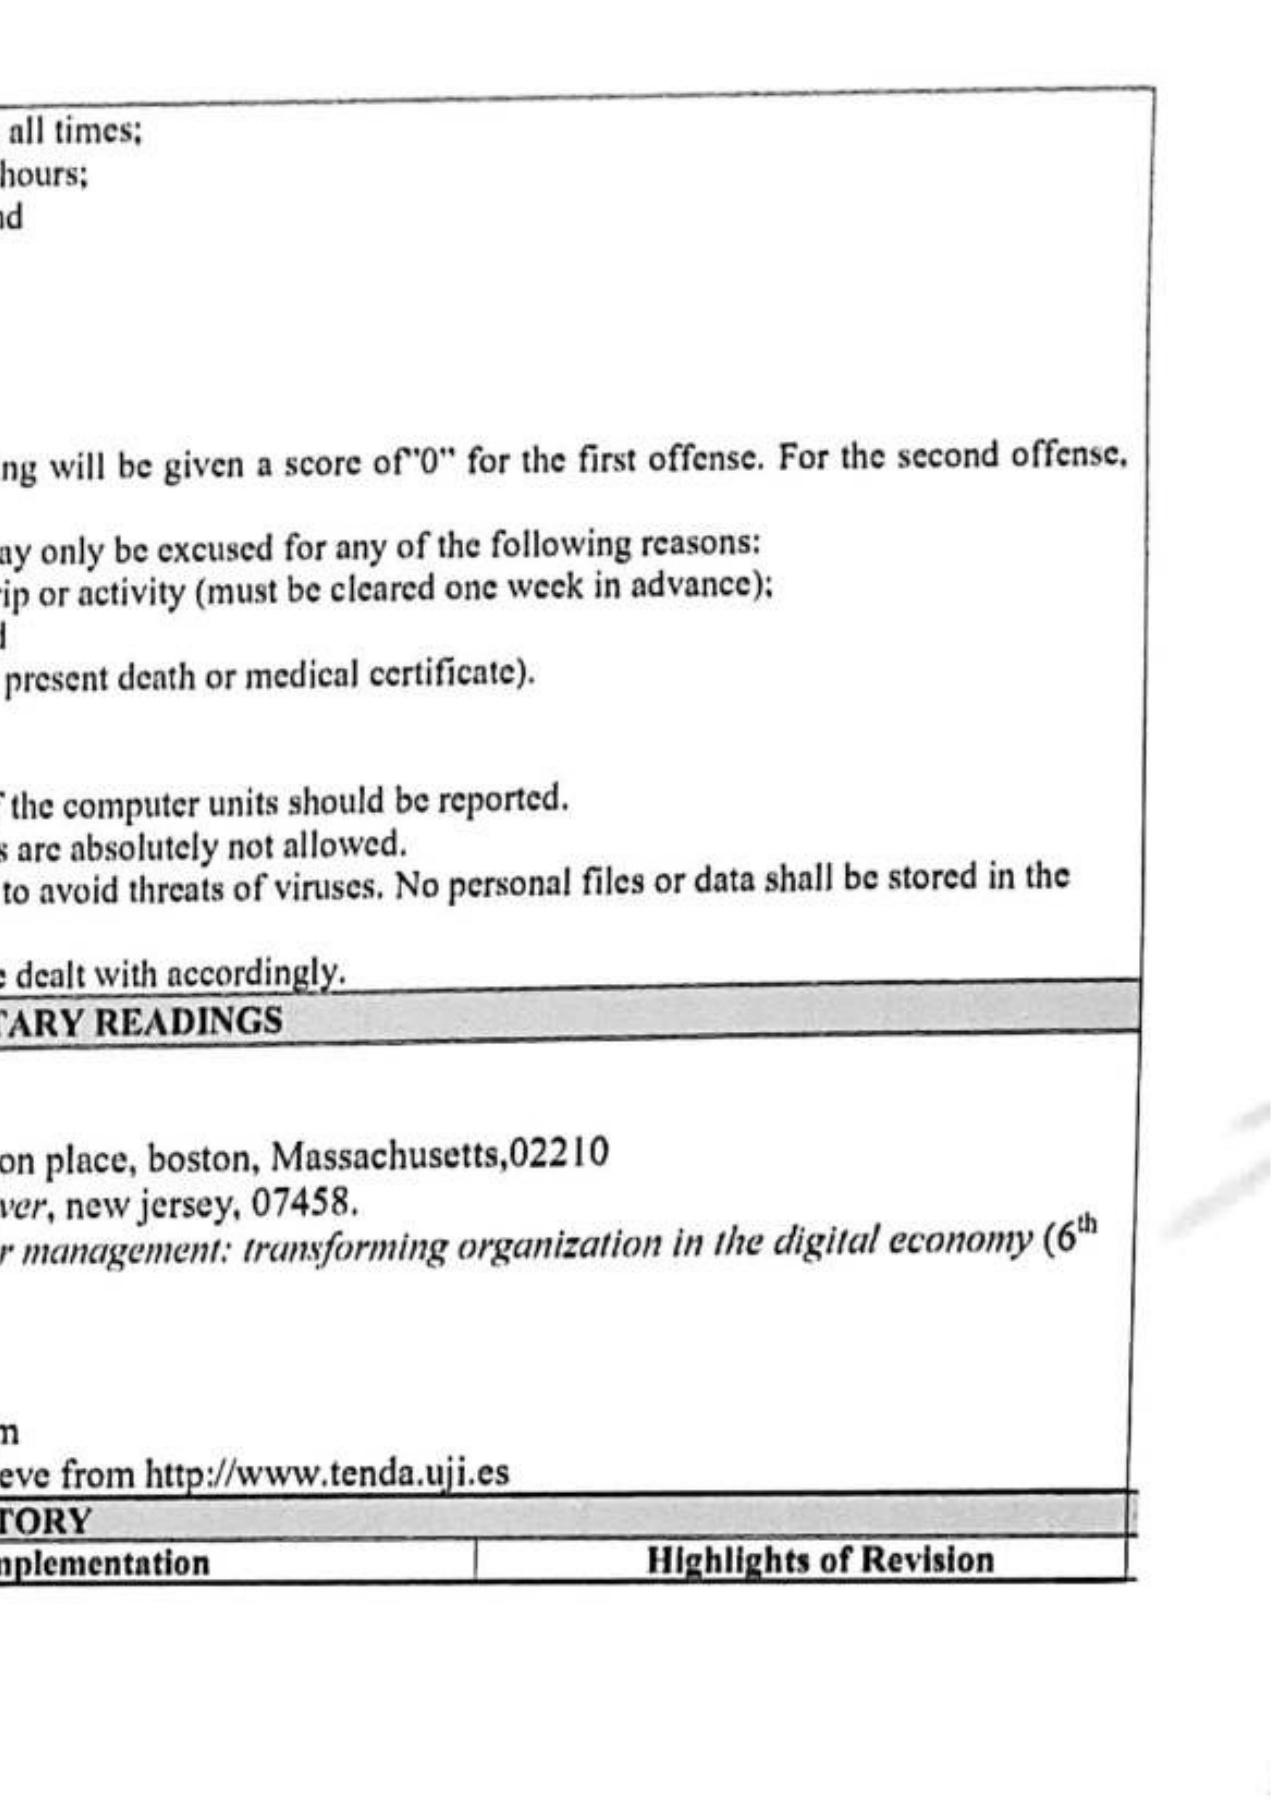 all times;
hours;
nd
ng will be given a score of"0" for the first offense. For the second offense,
ay only be excused for any of the following reasons:
rip or activity (must be cleared one week in advance);
d
present death or medical certificate).
f the computer units should be reported.
s are absolutely not allowed.
to avoid threats of viruses. No personal files or data shall be stored in the
e dealt with accordingly.
TARY READINGS
on place, boston, Massachusetts,02210
ver, new jersey, 07458.
r management: transforming organization in the digital economy (6th
m
eve from http://www.tenda.uji.es
TORY
nplementation Highlights of Revision